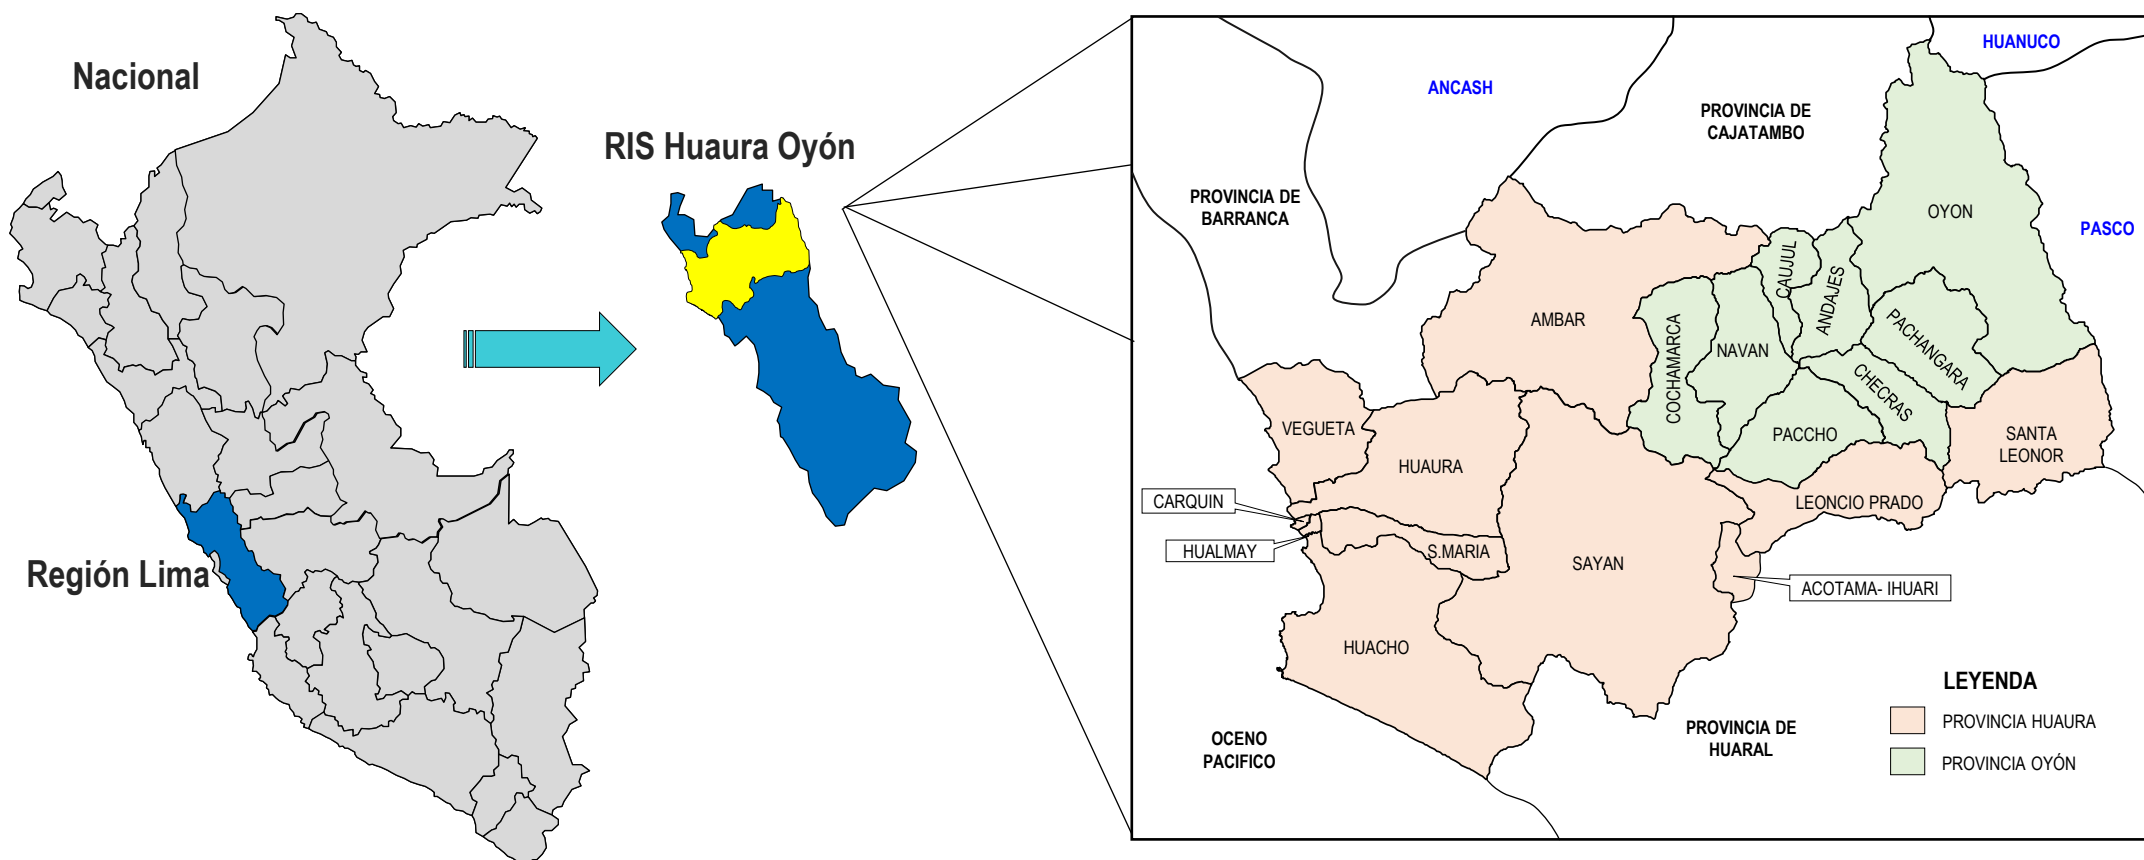 Nacional
Región Lima
RIS Huaura Oyón
HUANUCO
ANCASH
PROVINCIA DE
CAJATAMBO
PROVINCIA DE
BARRANCA
OYON
PASCO
CAUJUL
ANDAJES
AMBAR
COCHAMARCA
NAVAN
PACHANGARA
CHECRAS
VEGUETA
PACCHO
SANTA
LEONOR
HUAURA
CARQUIN
LEONCIO PRADO
HUALMAY
S.MARIA
SAYAN
ACOTAMA- IHUARI
HUACHO
OCENO
PACIFICO
PROVINCIA DE
HUARAL
LEYENDA
PROVINCIA HUAURA
PROVINCIA OYÓN